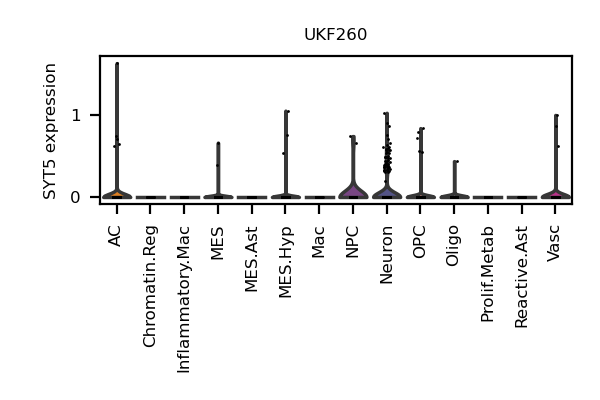 UKF260
SYT5 expression
1
0
AC
Chromatin.Reg
Inflammatory.Mac
MES
MES.Ast
MES.Hyp
Mac
NPC
Neuron
OPC
Oligo
Prolif.Metab
Reactive.Ast
Vasc